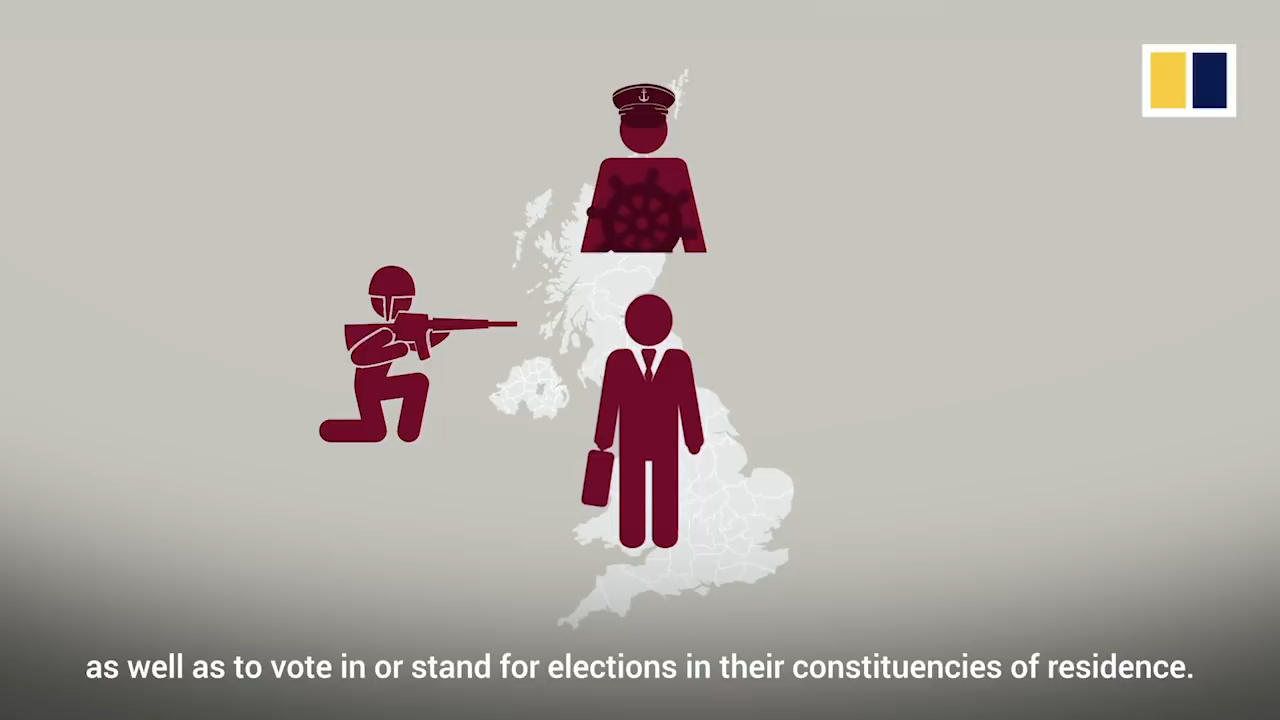 as well as to vote in or stand for elections in their constituencies of residence.